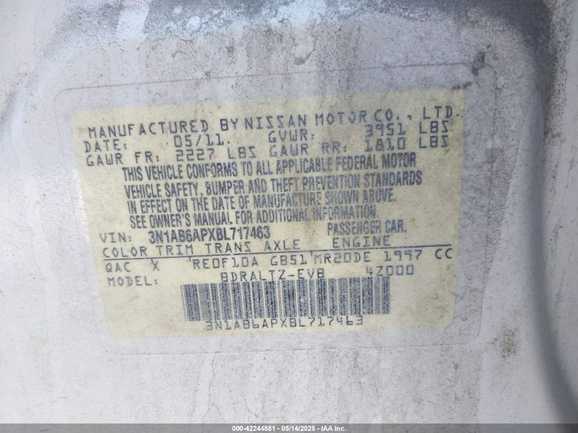 MANUFACTURED BY NISSAN MOTOR CO., LTD.
DATE: 05/11. GVWR: 3951 LBS
GAWR FR: 2227 LBS GAWR RR: 1810 LBS
THIS VEHICLE CONFORMS TO ALL APPLICABLE FEDERAL MOTOR
VEHICLE SAFETY, BUMPER AND THEFT PREVENTION STANDARDS
IN EFFECT ON THE DATE OF MANUFACTURE SHOWN ABOVE.
SEE OWNER'S MANUAL FOR ADDITIONAL INFORMATION.
VIN: 3N1AB6APXBL717463 PASSENGER CAR.
COLOR TRIM TRANS AXLE ENGINE
QAC X RE0F10A GB51 MR20DE 1997 CC
MODEL: BDRALTZ-EVB 4Z000
3N1AB6APXBL717463
000-42244881 - 05/14/2025 - IAA Inc.